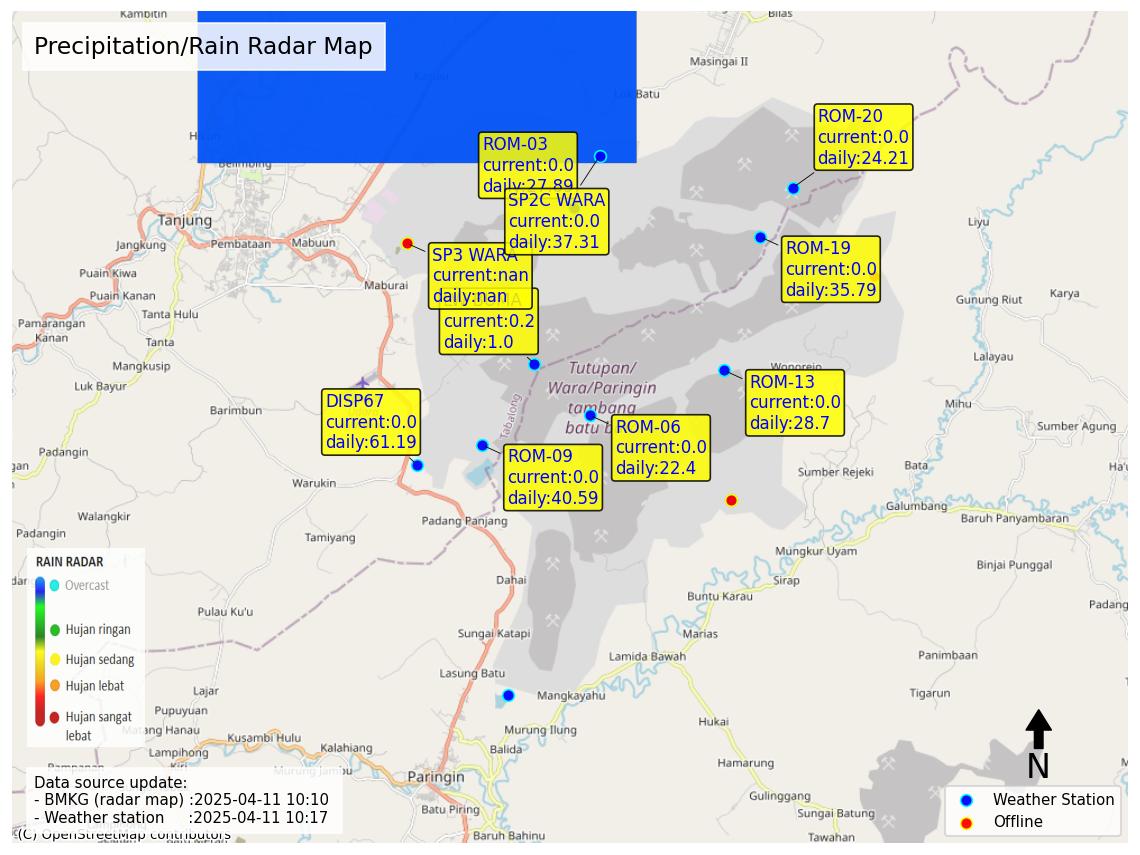 Kambitin
Bilas
Precipitation/Rain Radar Map
Masingai II
Batu
ROM-20
current:0.0
daily:24.21
ROM-03
current:0.0
daily:27.89
Belimbing
SP2C WARA
current:0.0
daily:37.31
Tanjung
Liyu
Jangkung
Pembataan
Mabuun
ROM-19
current:0.0
daily:35.79
SP3 WARA
current:nan
daily:nan
Puain Kiwa
Maburai
Puain Kanan
Tanta Hulu
Gunung Riut
Karya
current:0.2
daily:1.0
Pamarangan
Kanan
Tanta
Lalayau
Mangkusip
Tutupan/
Wara/Paringin
tambang
batu b
Wonorejo
Luk Bayur
ROM-13
current:0.0
daily:28.7
DISP67
current:0.0
daily:61.19
Barimbun
Tabalong
Mihu
ROM-06
current:0.0
daily:22.4
Sumber Agung
Padangin
ROM-09
current:0.0
daily:40.59
Bata
Sumber Rejeki
Warukin
Galumbang
Walangkir
Padang Panjang
Baruh Panyambaran
Padangin
Tamiyang
Mungkur Uyam
Binjai Punggal
RAIN RADAR
Overcast
Hujan ringan
Hujan sedang
Hujan lebat
Hujan sangat
lebat
Dahai
Sirap
Buntu Karau
Padang
Pulau Ku'u
Sungai Katapi
Marias
Lamida Bawah
Panimbaan
Lasung Batu
Lajar
Mangkayahu
Tigarun
Pupuyuan
Matang Hanau
Hukai
Murung Ilung
Kusambi Hulu
Kalahiang
Lampihong
Balida
Hamarung
N
Murung Jambu
Paringin
Data source update:
- BMKG (radar map) :2025-04-11 10:10
- Weather station :2025-04-11 10:17
Gulinggang
Weather Station
Offline
Batu Piring
Sungai Batung
(C) OpenStreetMap contributors
Baruh Bahinu
Tawahan